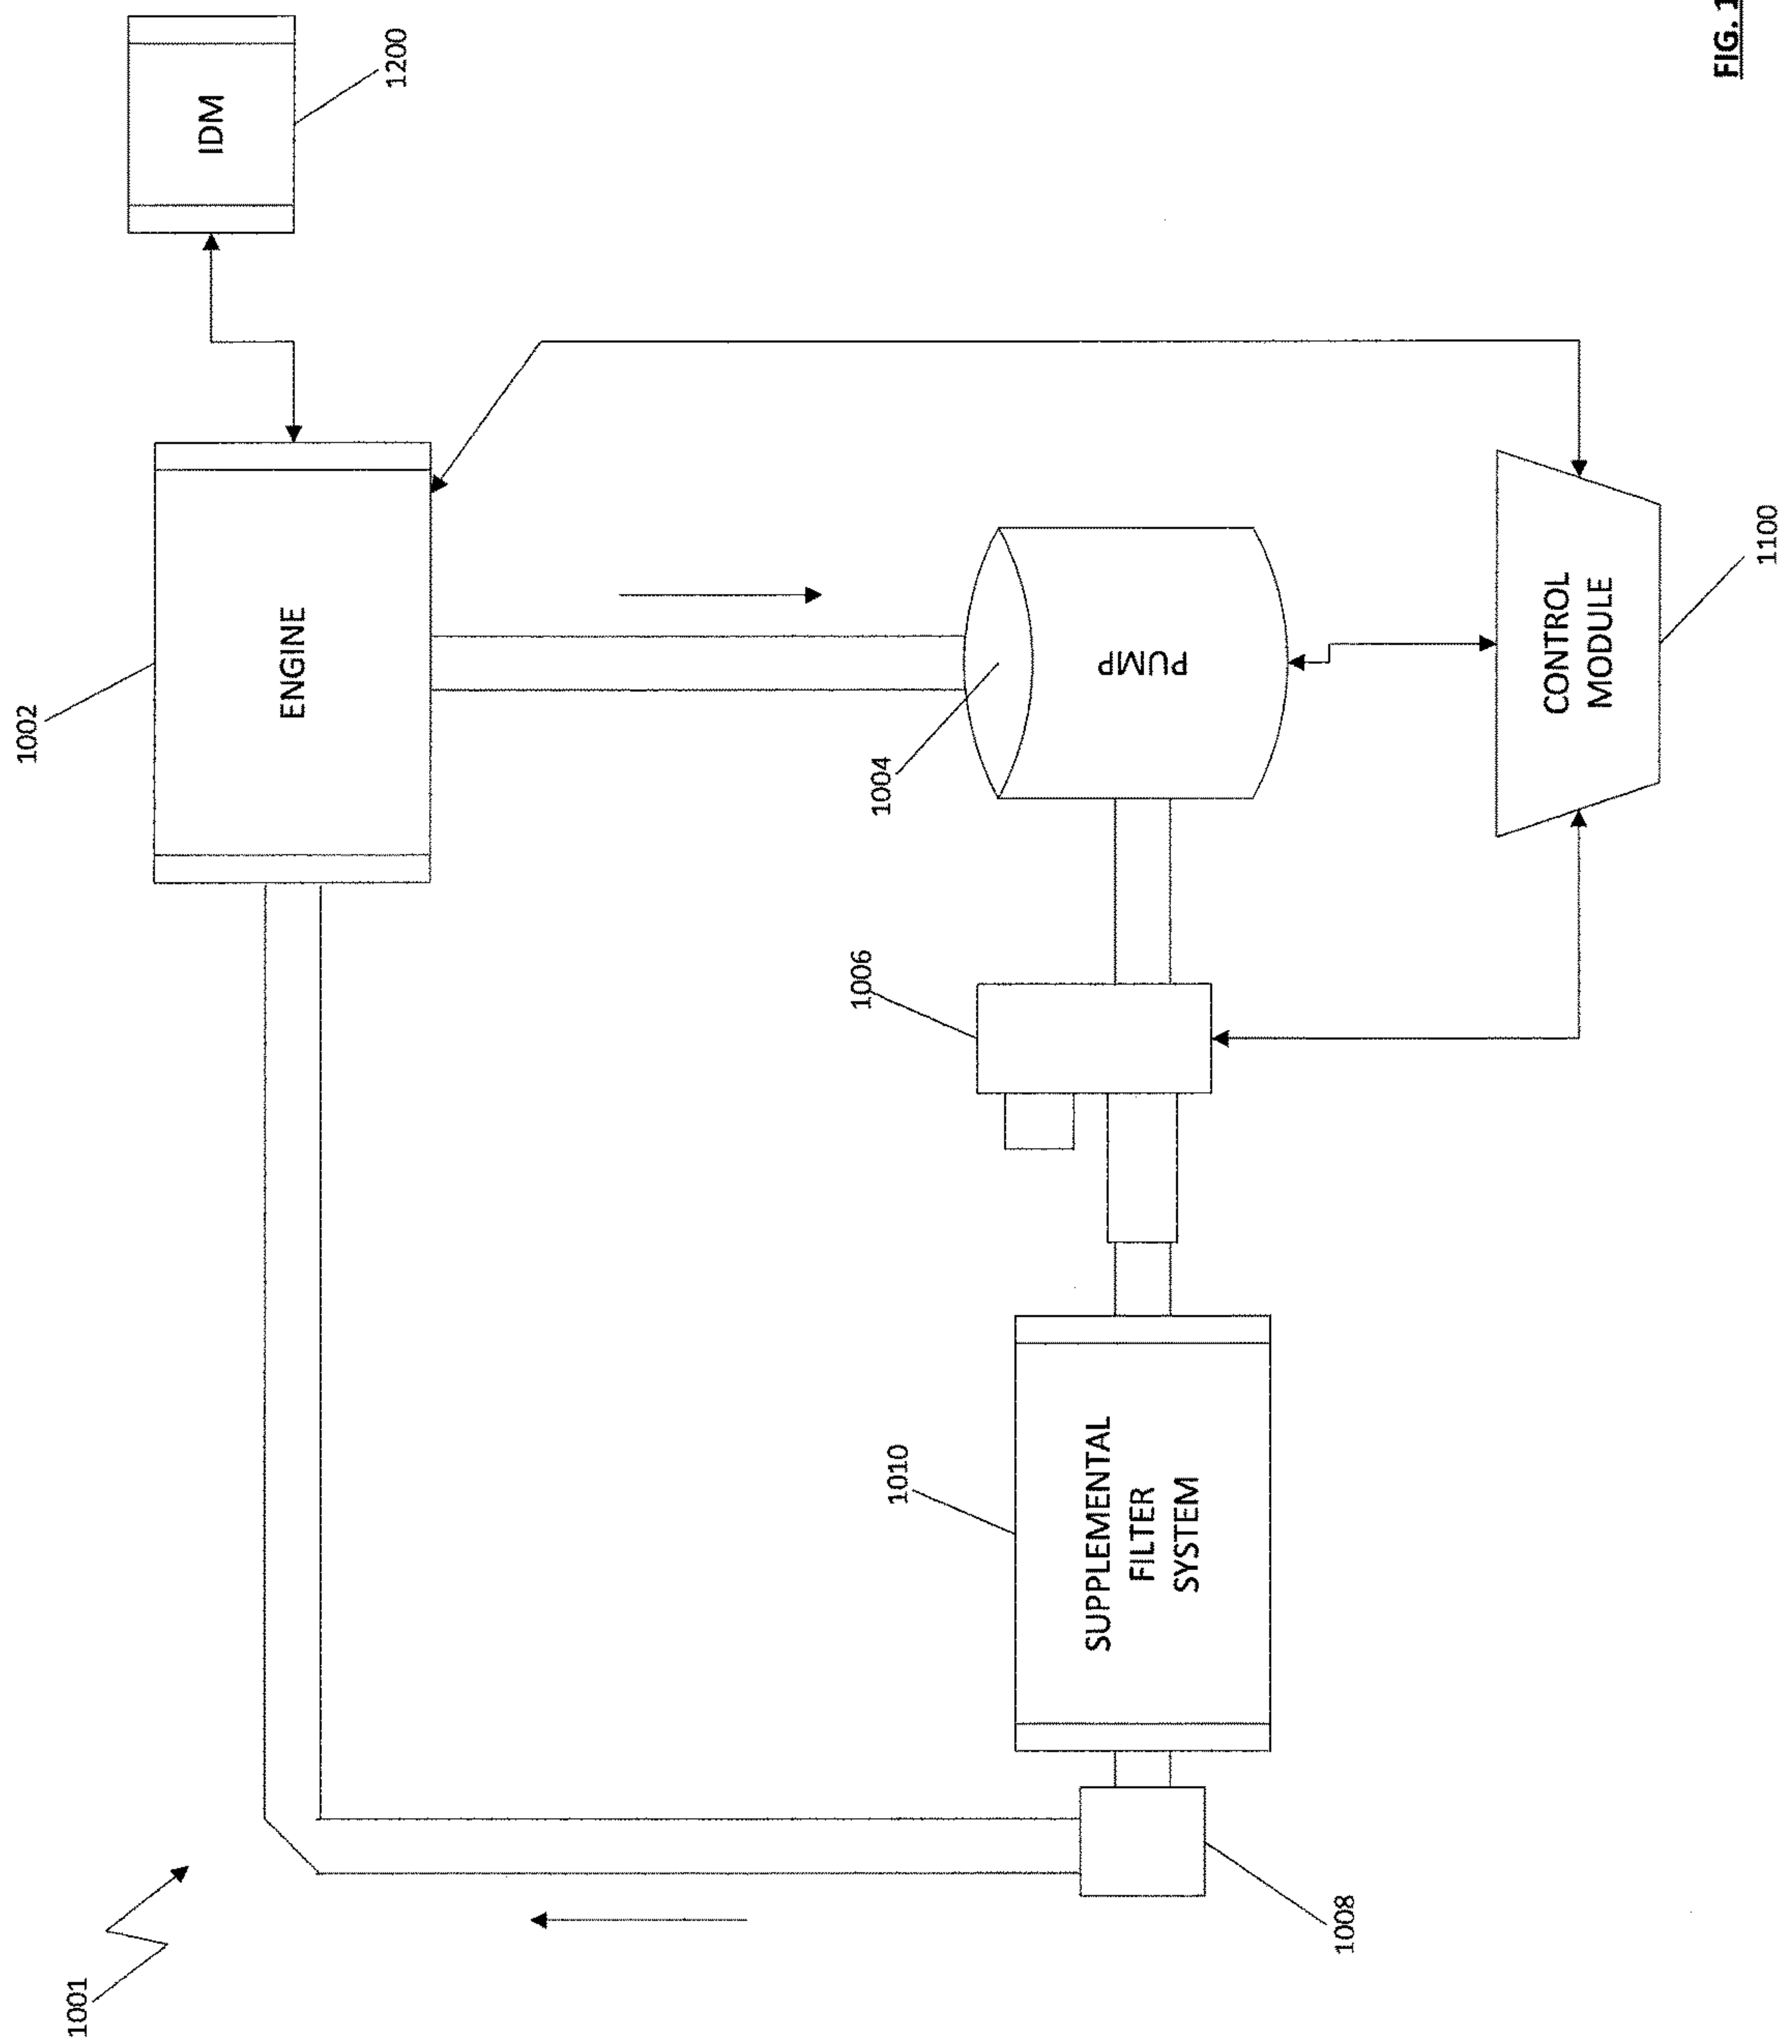 1001
1002
ENGINE
IDM
1200
1008
1010
SUPPLEMENTAL
FILTER
SYSTEM
1006
1004
PUMP
CONTROL
MODULE
1100
FIG. 1